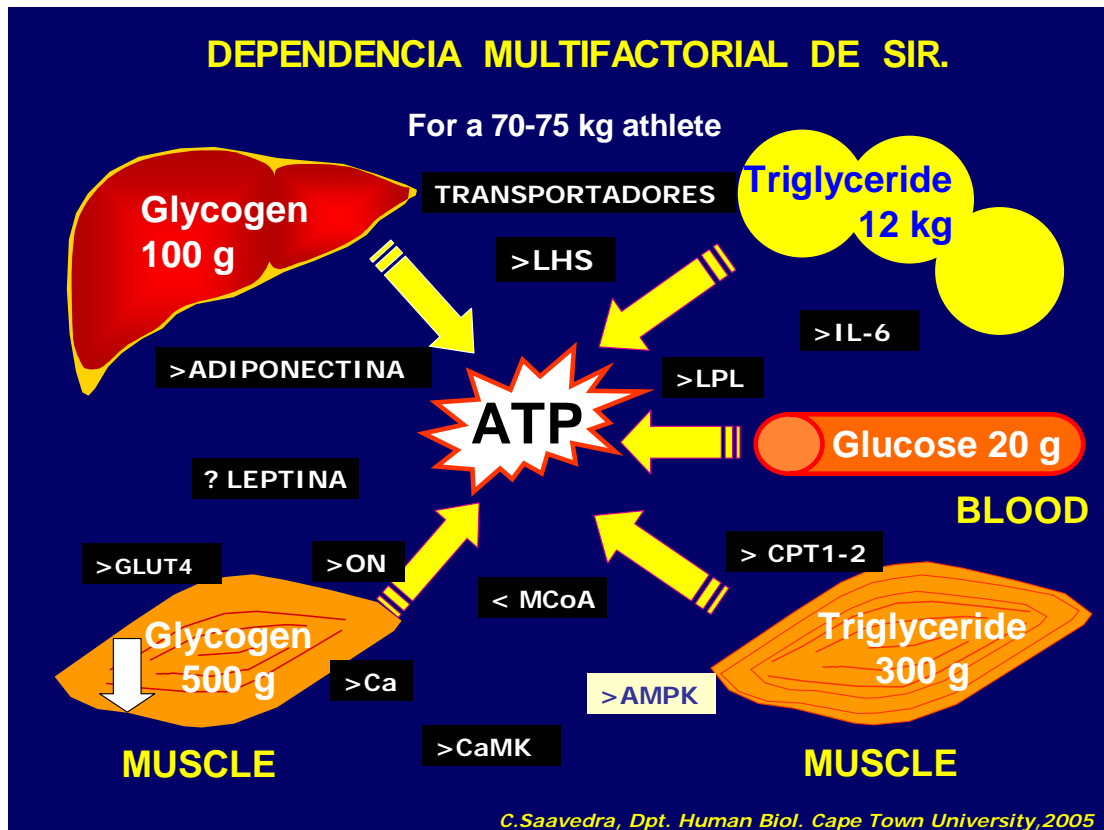 DEPENDENCIA MULTIFACTORIAL DE SIR.
For a 70-75 kg athlete
Glycogen
100 g
TRANSPORTADORES
Triglyceride
12 kg
>LHS
>IL-6
>ADIPONECTINA
>LPL
ATP
Glucose 20 g
? LEPTINA
BLOOD
>GLUT4
>ON
> CPT1-2
< MCoA
Glycogen
500 g
Triglyceride
300 g
>Ca
>AMPK
>CaMK
MUSCLE
MUSCLE
C.Saavedra, Dpt. Human Biol. Cape Town University,2005